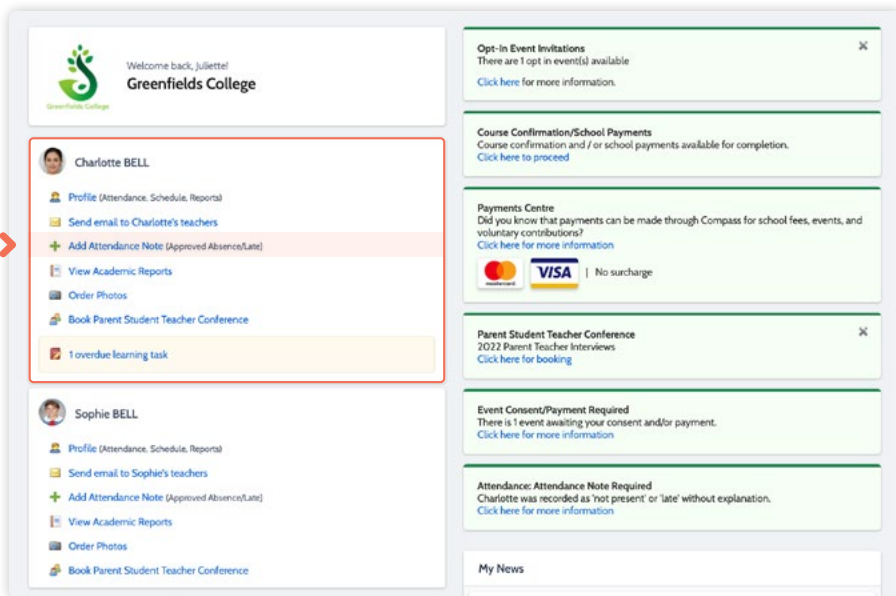 Welcome back, Juliette!
Greenfields College
Greenfields College
Charlotte BELL
Profile (Attendance, Schedule, Reports)
Send email to Charlotte's teachers
Add Attendance Note (Approved Absence/Late)
View Academic Reports
Order Photos
Book Parent Student Teacher Conference
1 overdue learning task
Sophie BELL
Profile (Attendance, Schedule, Reports)
Send email to Sophie's teachers
Add Attendance Note (Approved Absence/Late)
View Academic Reports
Order Photos
Book Parent Student Teacher Conference
Opt-In Event Invitations
There are 1 opt in event(s) available
Click here for more information.
Course Confirmation/School Payments
Course confirmation and / or school payments available for completion.
Click here to proceed
Payments Centre
Did you know that payments can be made through Compass for school fees, events, and
voluntary contributions?
Click here for more information
mastercard VISA | No surcharge
Parent Student Teacher Conference
2022 Parent Teacher Interviews
Click here for booking
Event Consent/Payment Required
There is 1 event awaiting your consent and/or payment.
Click here for more information
Attendance: Attendance Note Required
Charlotte was recorded as 'not present' or 'late' without explanation.
Click here for more information
My News